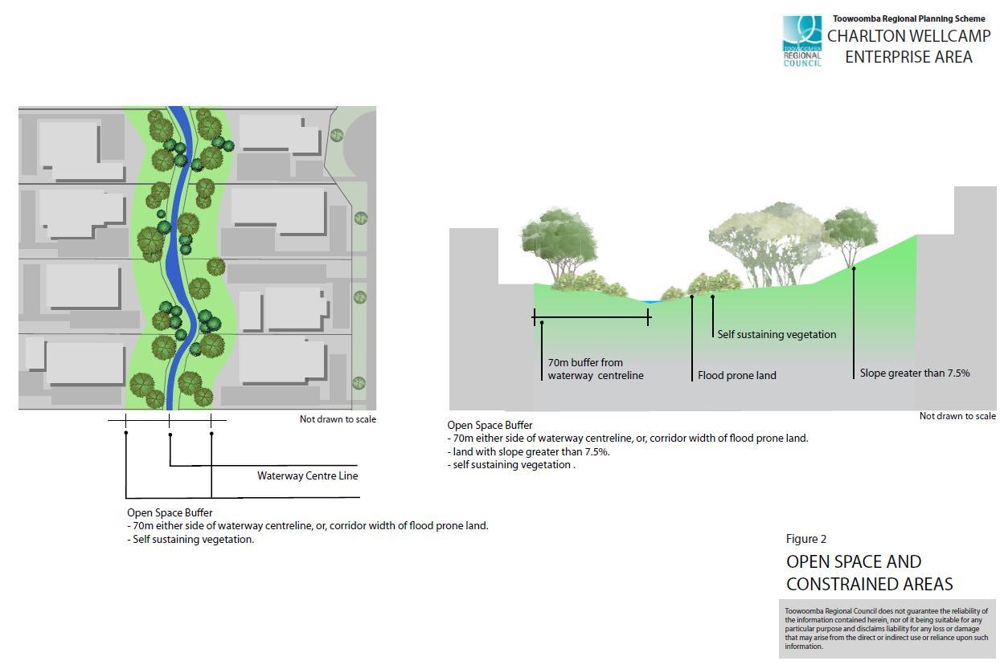 Toowoomba Regional Planning Scheme
CHARLTON WELLCAMP
ENTERPRISE AREA
TOOWOOMBA
REGIONAL
COUNCIL
Self sustaining vegetation
70m buffer from
waterway centreline
Flood prone land
Slope greater than 7.5%
Not drawn to scale
Not drawn to scale
Open Space Buffer
- 70m either side of waterway centreline, or, corridor width of flood prone land.
- land with slope greater than 7.5%.
- self sustaining vegetation .
Waterway Centre Line
Open Space Buffer
- 70m either side of waterway centreline, or, corridor width of flood prone land.
- Self sustaining vegetation.
Figure 2
OPEN SPACE AND
CONSTRAINED AREAS
Toowoomba Regional Council does not guarantee the reliability of
the information contained herein, nor of it being suitable for any
particular purpose and disclaims liability for any loss or damage
that may arise from the direct or indirect use or reliance upon such
information.